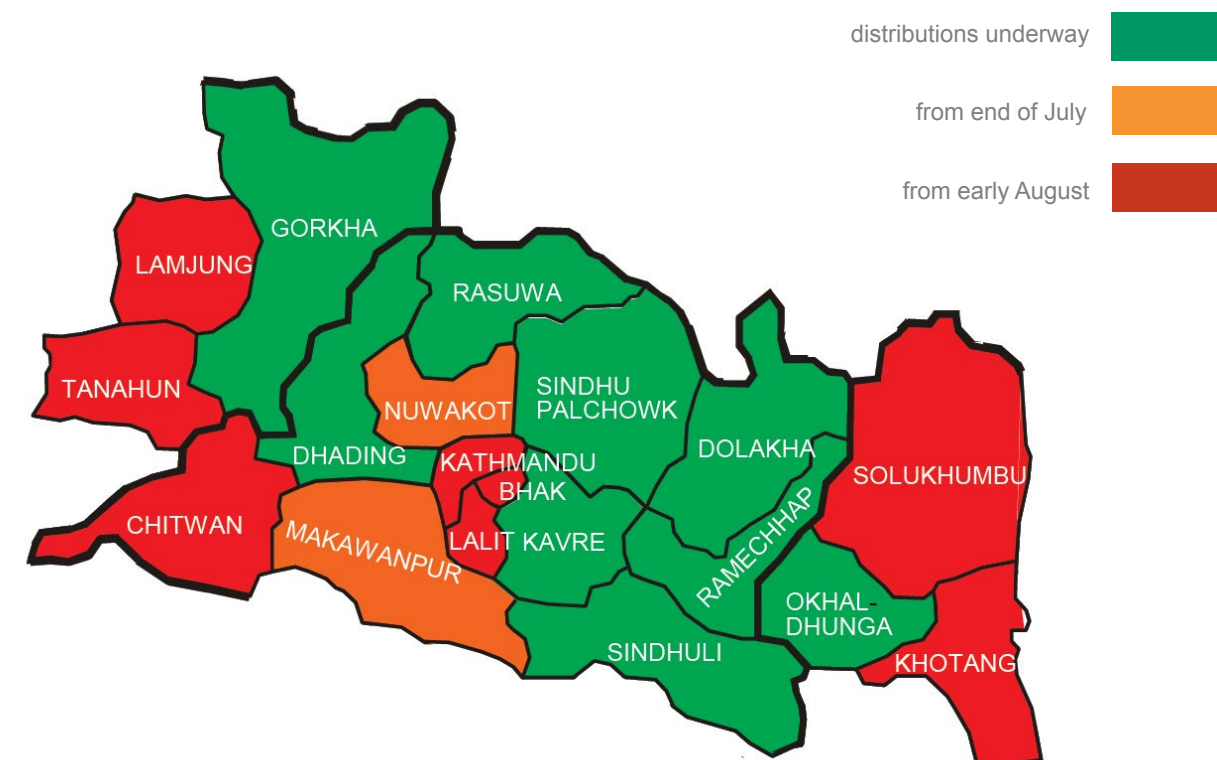 distributions underway
from end of July
from early August
GORKHA
LAMJUNG
RASUWA
TANAHUN
SINDHU
PALCHOWK
NUWAKOT
DOLAKHA
DHADING
KATHMANDU
SOLUKHUMBU
BHAK
CHITWAN
MAKAWANPUR
LALIT
KAVRE
RAMECHHAP
OKHAL-
DHUNGA
SINDHULI
KHOTANG